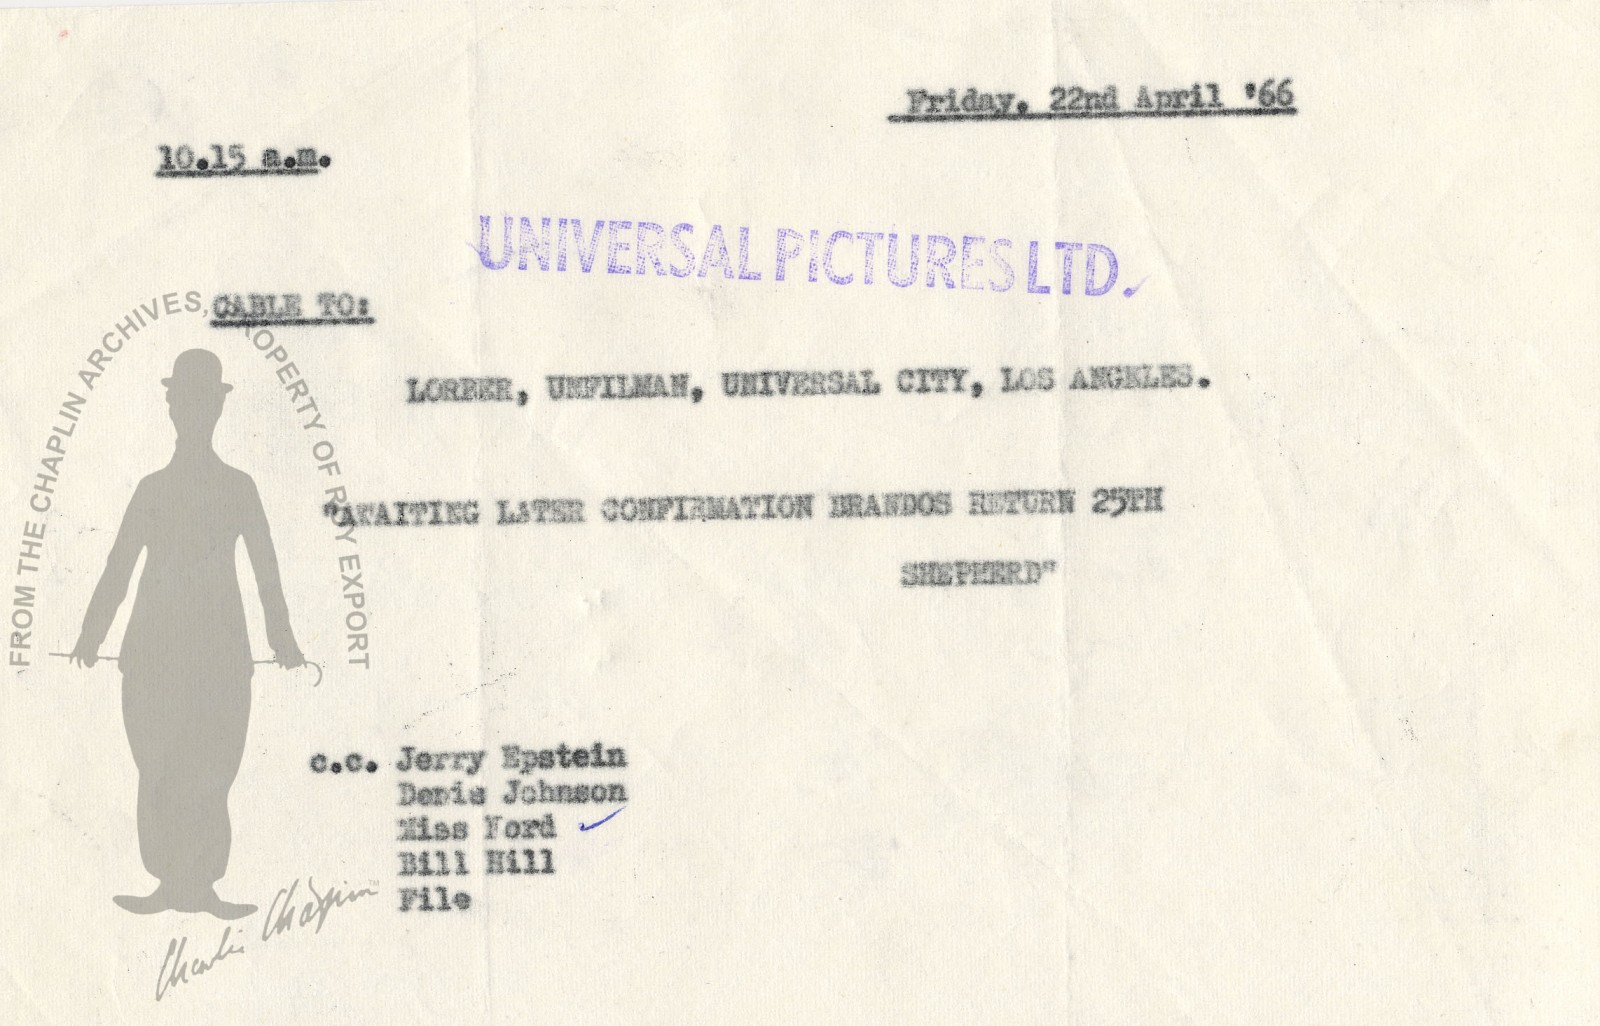 Friday, 22nd April '66
10.15 a.m.
UNIVERSAL PICTURES LTD.
CABLE TO:
LORBER, UNFILMAN, UNIVERSAL CITY, LOS ANGELES.
"AWAITING LATER CONFIRMATION BRANDOS RETURN 25TH
SHEPHERD"
c.c. Jerry Epstein
Denis Johnson
Miss Ford
Bill Hill
File
FROM THE CHAPLIN ARCHIVES, PROPERTY OF ROY EXPORT
Charlie Chaplin